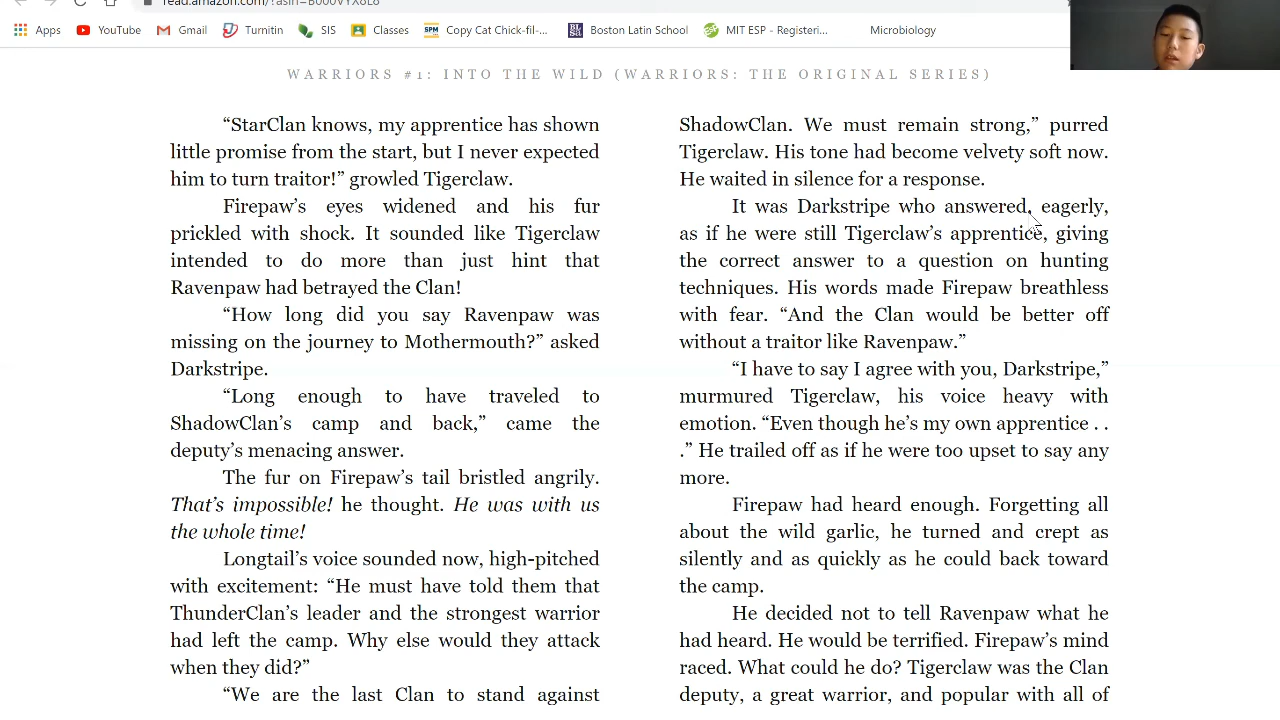 read.amazon.com/?asin=B000VYX8L8
Apps YouTube Gmail Turnitin SIS Classes Copy Cat Chick-fil-... Boston Latin School MIT ESP - Registeri... Microbiology
WARRIORS #1: INTO THE WILD (WARRIORS: THE ORIGINAL SERIES)
“StarClan knows, my apprentice has shown
little promise from the start, but I never expected
him to turn traitor!” growled Tigerclaw.
Firepaw’s eyes widened and his fur
prickled with shock. It sounded like Tigerclaw
intended to do more than just hint that
Ravenpaw had betrayed the Clan!
“How long did you say Ravenpaw was
missing on the journey to Mothermouth?” asked
Darkstripe.
“Long enough to have traveled to
ShadowClan’s camp and back,” came the
deputy’s menacing answer.
The fur on Firepaw’s tail bristled angrily.
That’s impossible! he thought. He was with us
the whole time!
Longtail’s voice sounded now, high-pitched
with excitement: “He must have told them that
ThunderClan’s leader and the strongest warrior
had left the camp. Why else would they attack
when they did?”
“We are the last Clan to stand against
ShadowClan. We must remain strong,” purred
Tigerclaw. His tone had become velvety soft now.
He waited in silence for a response.
It was Darkstripe who answered, eagerly,
as if he were still Tigerclaw’s apprentice, giving
the correct answer to a question on hunting
techniques. His words made Firepaw breathless
with fear. “And the Clan would be better off
without a traitor like Ravenpaw.”
“I have to say I agree with you, Darkstripe,”
murmured Tigerclaw, his voice heavy with
emotion. “Even though he’s my own apprentice . .
.” He trailed off as if he were too upset to say any
more.
Firepaw had heard enough. Forgetting all
about the wild garlic, he turned and crept as
silently and as quickly as he could back toward
the camp.
He decided not to tell Ravenpaw what he
had heard. He would be terrified. Firepaw’s mind
raced. What could he do? Tigerclaw was the Clan
deputy, a great warrior, and popular with all of